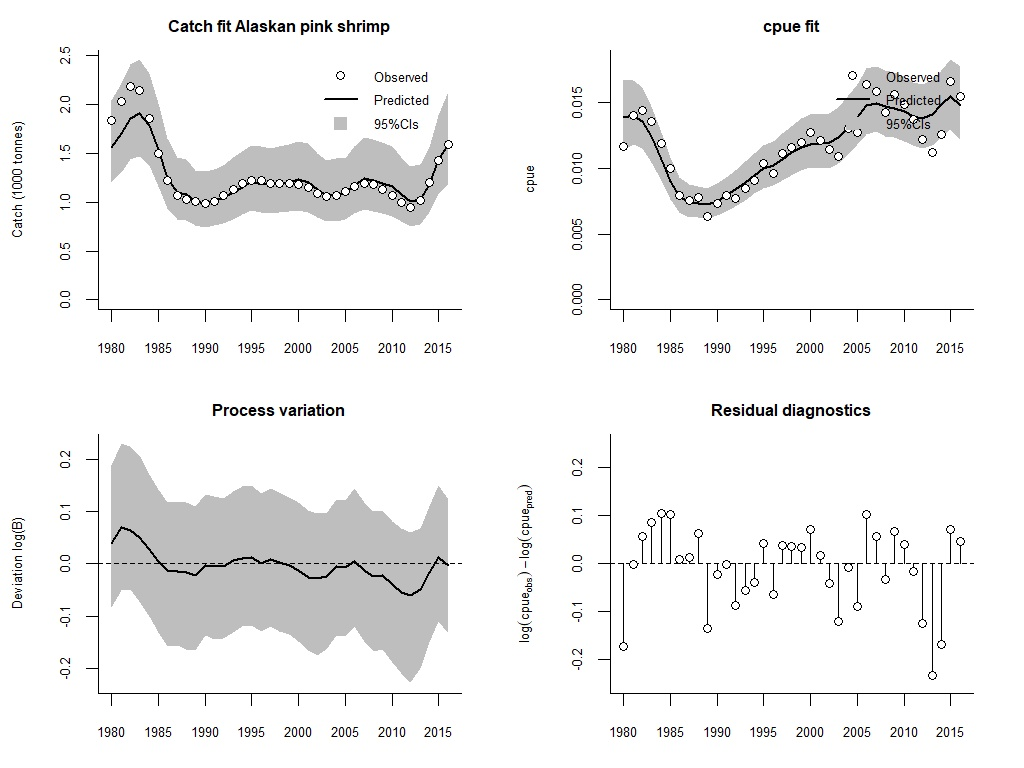 Catch fit Alaskan pink shrimp
Catch (1000 tonnes)
2.5
2.0
1.5
1.0
0.5
0.0
Observed
Predicted
95%CIs
1980 1985 1990 1995 2000 2005 2010 2015
cpue fit
cpue
0.015
0.010
0.005
0.000
Observed
Predicted
95%CIs
1980 1985 1990 1995 2000 2005 2010 2015
Process variation
Deviation log(B)
0.2
0.1
0.0
-0.1
-0.2
1980 1985 1990 1995 2000 2005 2010 2015
Residual diagnostics
log(cpue_obs) − log(cpue_pred)
0.2
0.1
0.0
-0.1
-0.2
1980 1985 1990 1995 2000 2005 2010 2015